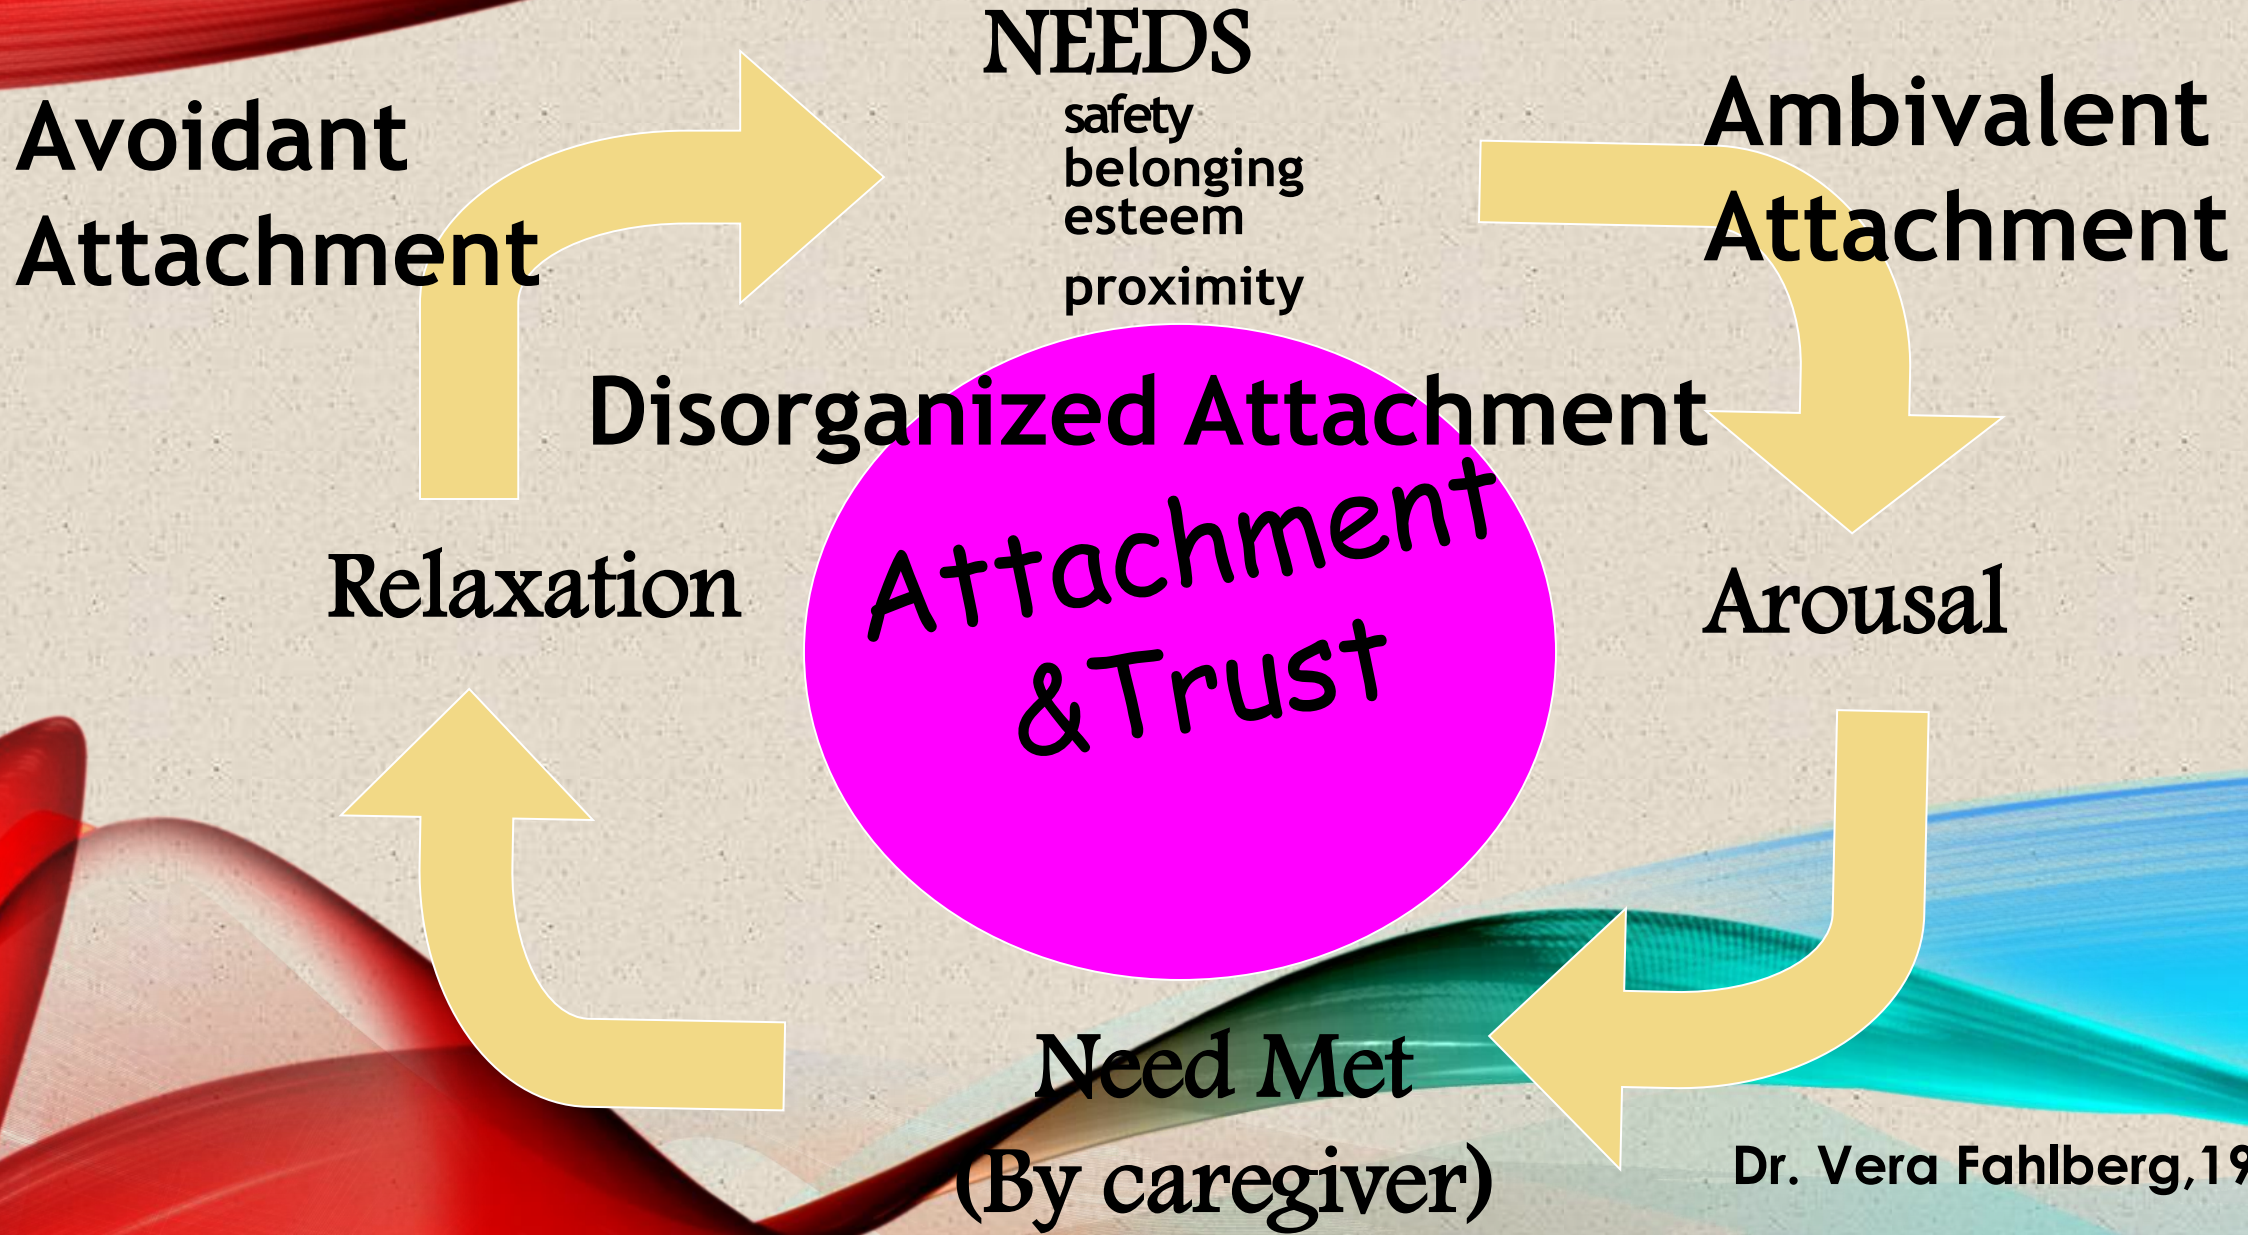 NEEDS
safety
belonging
esteem
proximity
Avoidant
Attachment
Ambivalent
Attachment
Disorganized Attachment
Attachment
&Trust
Relaxation
Arousal
Need Met
(By caregiver)
Dr. Vera Fahlberg,19